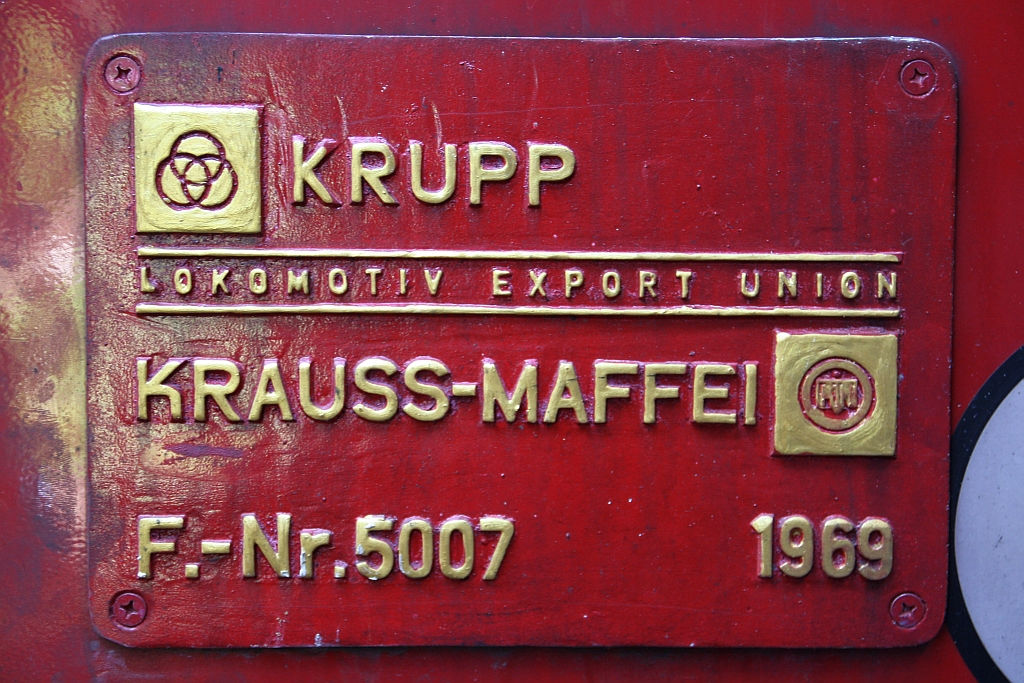 KRUPP
LOKOMOTIV EXPORT UNION
KRAUSS-MAFFEI
F.-Nr.5007 1969